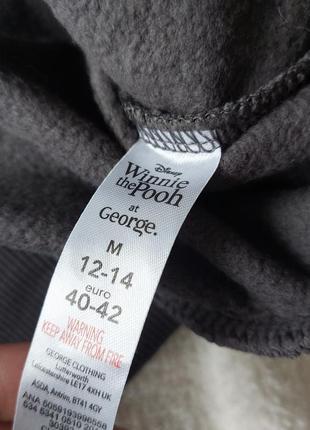 Disney
Winnie
the Pooh
at
George.
M
12-14
euro
40-42
WARNING
KEEP AWAY FROM FIRE
GEORGE CLOTHING
Lutterworth
Leicestershire LE17 4XH UK
ASDA, Antrim, BT41 4GY